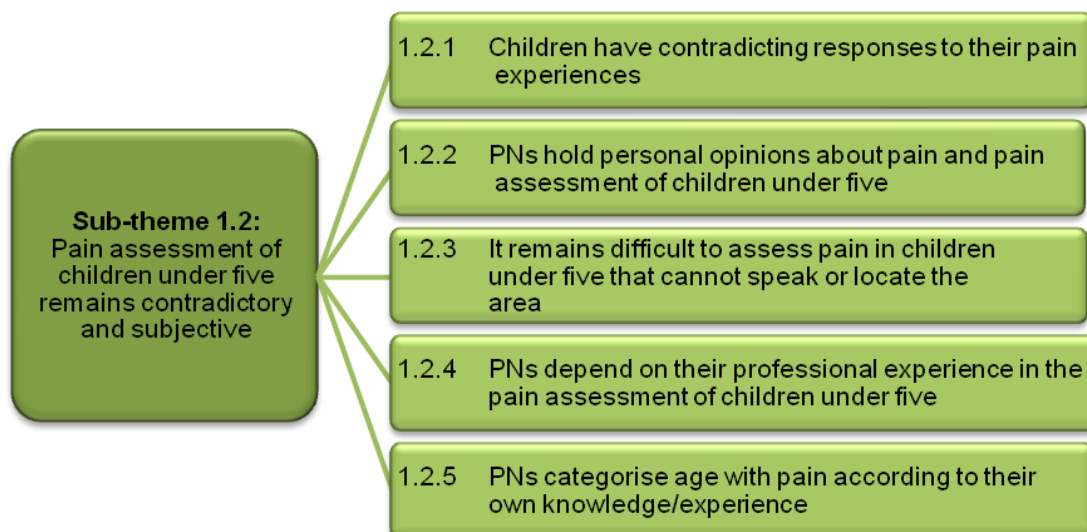 Sub-theme 1.2:
Pain assessment of
children under five
remains contradictory
and subjective
1.2.1 Children have contradicting responses to their pain
experiences
1.2.2 PNs hold personal opinions about pain and pain
assessment of children under five
1.2.3 It remains difficult to assess pain in children
under five that cannot speak or locate the
area
1.2.4 PNs depend on their professional experience in the
pain assessment of children under five
1.2.5 PNs categorise age with pain according to their
own knowledge/experience